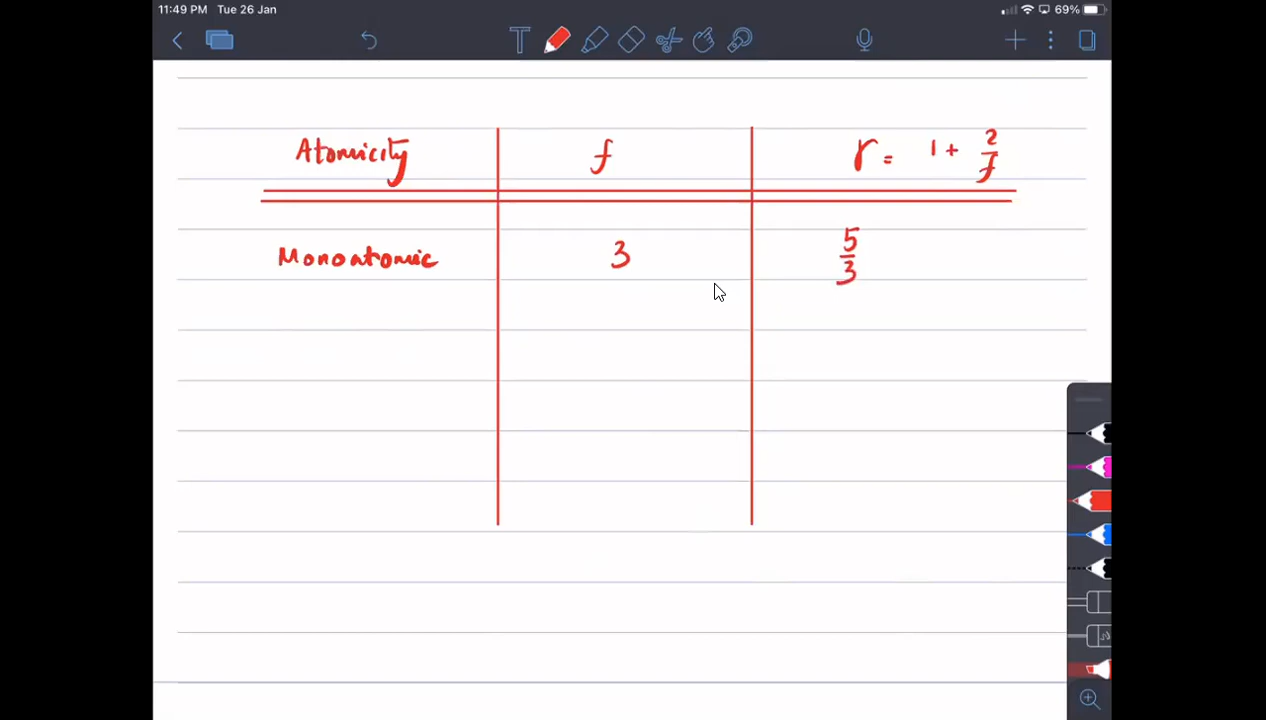 11:49 PM Tue 26 Jan 69%
T
Atomicity f γ = 1 + 2/f
Monoatomic 3 5/3